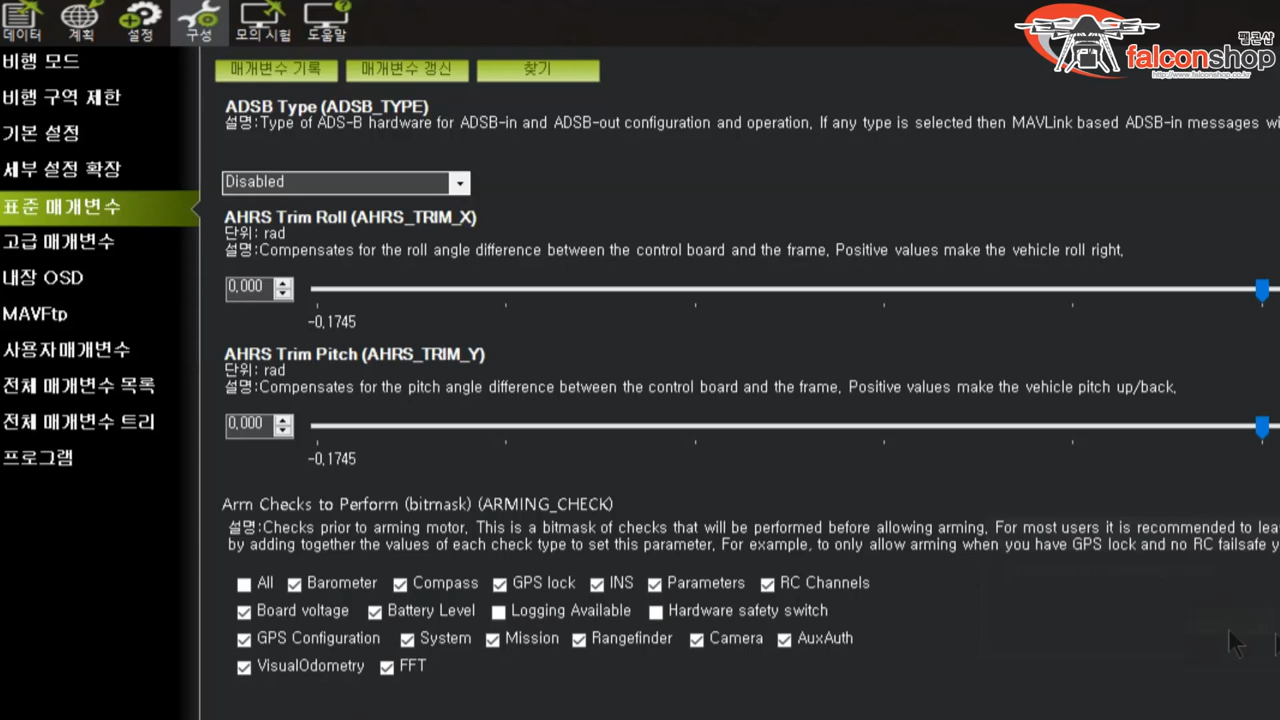 데이터 계획 설정 구성 모의 시험 도움말
팰콘샵
falconshop
http://www.falconshop.co.kr
비행 모드
비행 구역 제한
기본 설정
세부 설정 확장
표준 매개변수
고급 매개변수
내장 OSD
MAVFtp
사용자매개변수
전체 매개변수 목록
전체 매개변수 트리
프로그램
매개변수 기록 매개변수 갱신 찾기
ADSB Type (ADSB_TYPE)
설명:Type of ADS-B hardware for ADSB-in and ADSB-out configuration and operation, If any type is selected then MAVLink based ADSB-in messages wi
Disabled
AHRS Trim Roll (AHRS_TRIM_X)
단위: rad
설명:Compensates for the roll angle difference between the control board and the frame, Positive values make the vehicle roll right,
0,000
-0,1745
AHRS Trim Pitch (AHRS_TRIM_Y)
단위: rad
설명:Compensates for the pitch angle difference between the control board and the frame, Positive values make the vehicle pitch up/back,
0,000
-0,1745
Arm Checks to Perform (bitmask) (ARMING_CHECK)
설명:Checks prior to arming motor, This is a bitmask of checks that will be performed before allowing arming, For most users it is recommended to lea
by adding together the values of each check type to set this parameter, For example, to only allow arming when you have GPS lock and no RC failsafe y
All Barometer Compass GPS lock INS Parameters RC Channels
Board voltage Battery Level Logging Available Hardware safety switch
GPS Configuration System Mission Rangefinder Camera AuxAuth
VisualOdometry FFT